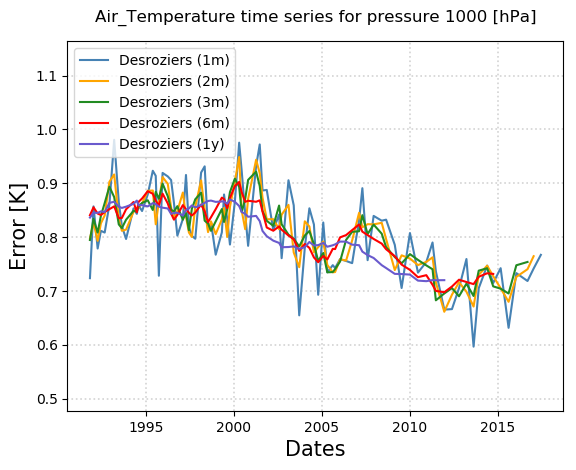 Air_Temperature time series for pressure 1000 [hPa]
Desroziers (1m)
Desroziers (2m)
Desroziers (3m)
Desroziers (6m)
Desroziers (1y)
1.1
1.0
0.9
0.8
0.7
0.6
0.5
Error [K]
1995 2000 2005 2010 2015
Dates